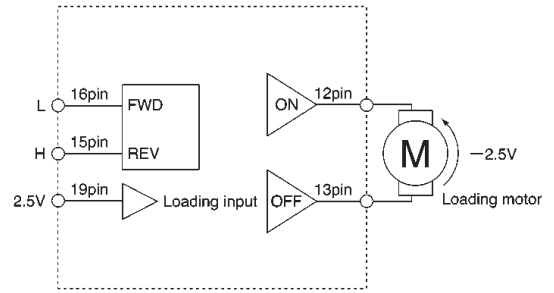 L 16pin FWD
H 15pin REV
2.5V 19pin Loading input
ON 12pin
OFF 13pin
M
—2.5V
Loading motor